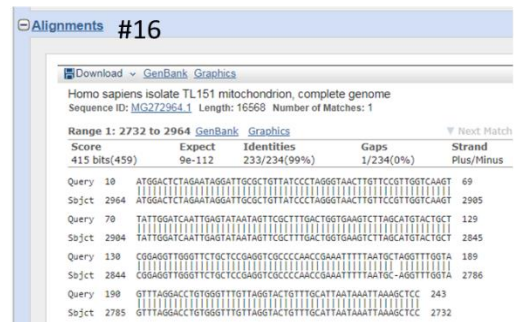 Alignments #16
Download GenBank Graphics
Homo sapiens isolate TL151 mitochondrion, complete genome
Sequence ID: MG272964.1 Length: 16568 Number of Matches: 1
Range 1: 2732 to 2964 GenBank Graphics Next Match
Score Expect Identities Gaps Strand
415 bits(459) 9e-112 233/234(99%) 1/234(0%) Plus/Minus
Query 10 ATGGACTCTAGAATAGGATTGCGCTGTTATCCCTAGGGTAACTTGTTCCGTTGGTCAAGT 69
Sbjct 2964 ATGGACTCTAGAATAGGATTGCGCTGTTATCCCTAGGGTAACTTGTTCCGTTGGTCAAGT 2905
Query 70 TATTGGATCAATTGAGTATAATAGTTCGCTTTGACTGGTGAAGTCTTAGCATGTACTGCT 129
Sbjct 2904 TATTGGATCAATTGAGTATAATAGTTCGCTTTGACTGGTGAAGTCTTAGCATGTACTGCT 2845
Query 130 CGGAGGTTGGGTTCTGCTCCGAGGTCGCCCCAACCGAAATTTTTAATGCTAGGTTTGGTA 189
Sbjct 2844 CGGAGGTTGGGTTCTGCTCCGAGGTCGCCCCAACCGAAATTTTTAATGC-AGGTTTGGTA 2786
Query 190 GTTTAGGACCTGTGGGTTTGTTAGGTACTGTTTGCATTAATAAATTAAAGCTCC 243
Sbjct 2785 GTTTAGGACCTGTGGGTTTGTTAGGTACTGTTTGCATTAATAAATTAAAGCTCC 2732